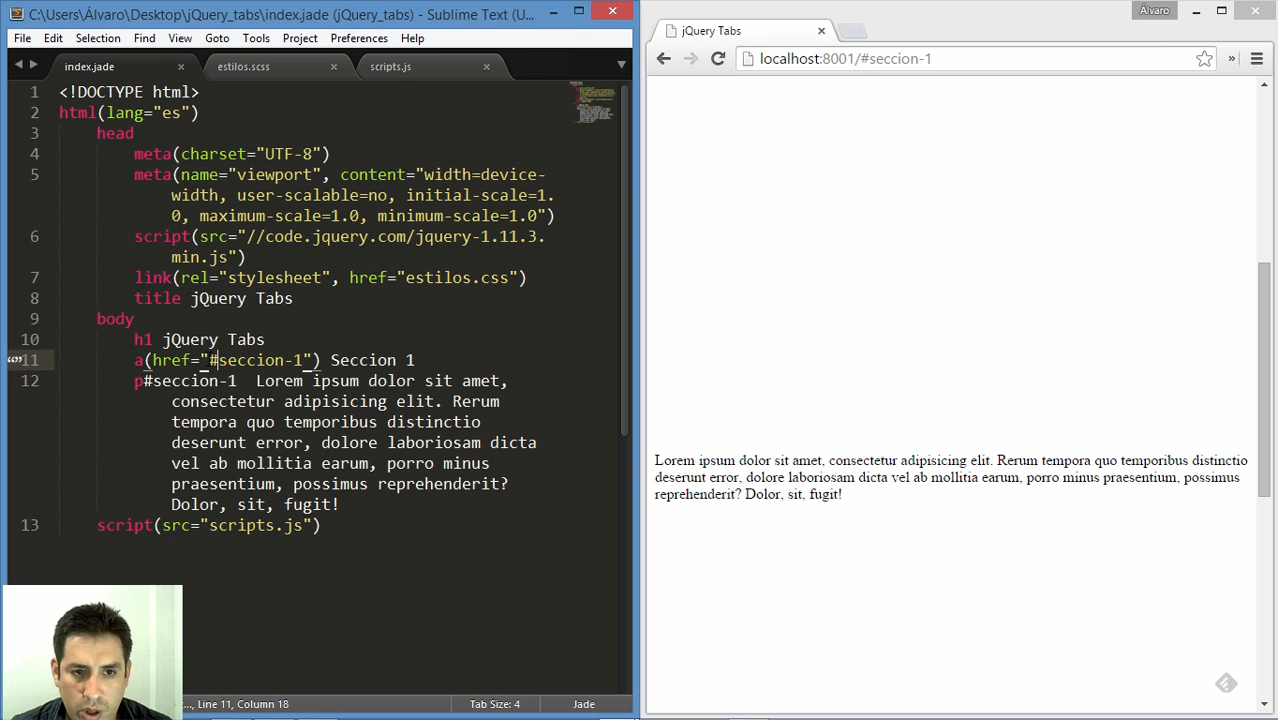 C:\Users\Álvaro\Desktop\jQuery_tabs\index.jade (jQuery_tabs) - Sublime Text (U...
File Edit Selection Find View Goto Tools Project Preferences Help
index.jade estilos.scss scripts.js
1 <!DOCTYPE html>
2 html(lang="es")
3 head
4 meta(charset="UTF-8")
5 meta(name="viewport", content="width=device-
width, user-scalable=no, initial-scale=1.
0, maximum-scale=1.0, minimum-scale=1.0")
6 script(src="//code.jquery.com/jquery-1.11.3.
min.js")
7 link(rel="stylesheet", href="estilos.css")
8 title jQuery Tabs
9 body
10 h1 jQuery Tabs
11 a(href="#seccion-1") Seccion 1
12 p#seccion-1 Lorem ipsum dolor sit amet,
consectetur adipisicing elit. Rerum
tempora quo temporibus distinctio
deserunt error, dolore laboriosam dicta
vel ab mollitia earum, porro minus
praesentium, possimus reprehenderit?
Dolor, sit, fugit!
13 script(src="scripts.js")
, Line 11, Column 18 Tab Size: 4 Jade
Álvaro
jQuery Tabs
localhost:8001/#seccion-1
Lorem ipsum dolor sit amet, consectetur adipisicing elit. Rerum tempora quo temporibus distinctio
deserunt error, dolore laboriosam dicta vel ab mollitia earum, porro minus praesentium, possimus
reprehenderit? Dolor, sit, fugit!